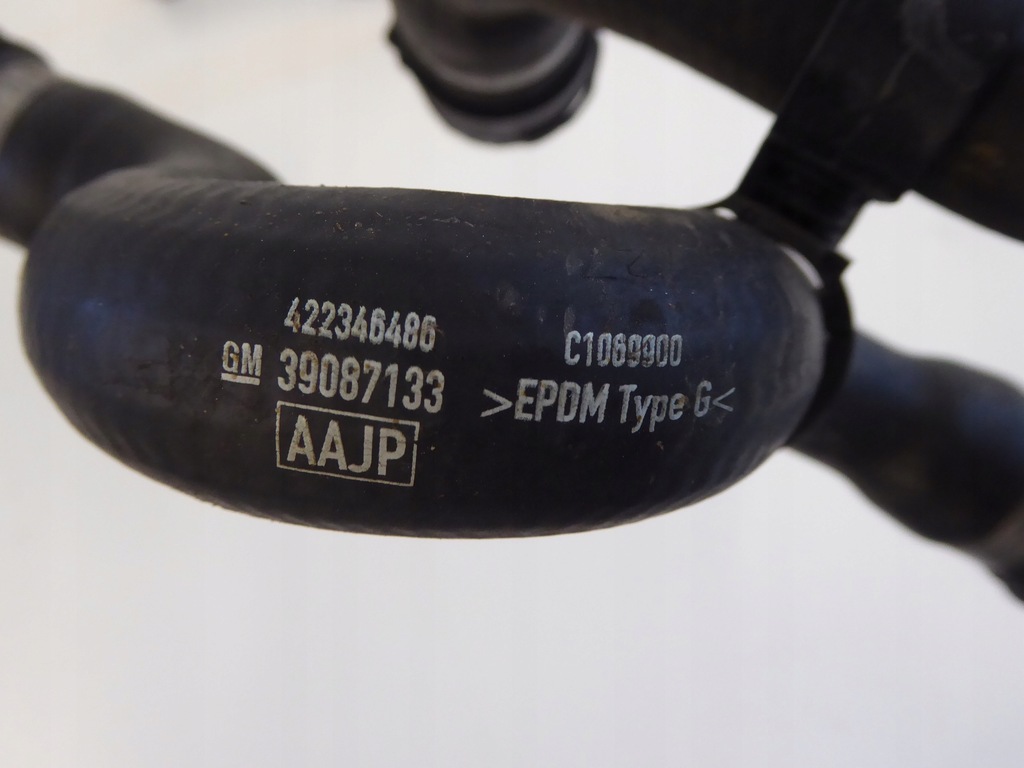 422346486
GM 39087133
AAJP
C1069900
>EPDM Type G<